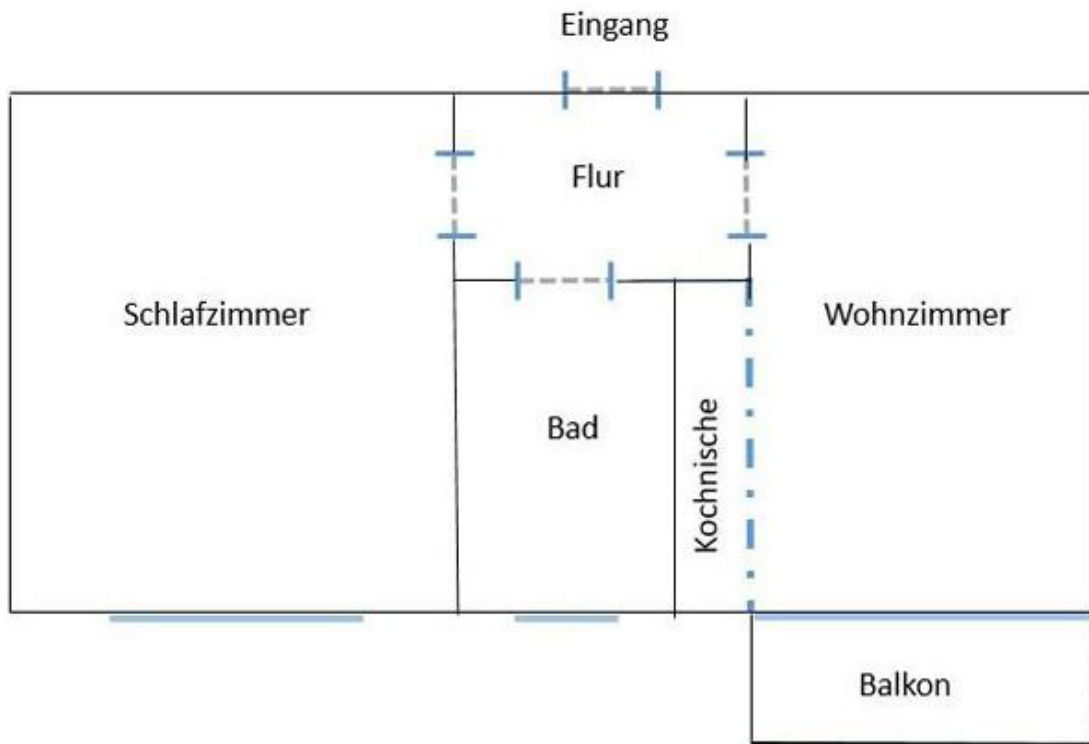 Eingang
Flur
Schlafzimmer
Wohnzimmer
Bad
Kochnische
Balkon